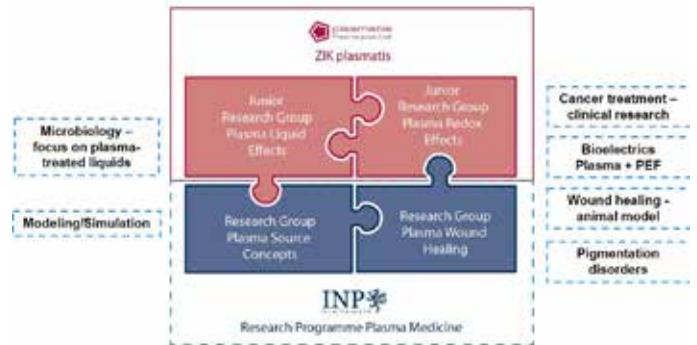 plasmatis
ZIK plasmatis
Junior
Research Group
Plasma Liquid
Effects
Junior
Research Group
Plasma Redox
Effects
Research Group
Plasma Source
Concepts
Research Group
Plasma Wound
Healing
INP
Research Programme Plasma Medicine
Microbiology –
focus on plasma-
treated liquids
Modeling/Simulation
Cancer treatment –
clinical research
Bioelectrics
Plasma + PEF
Wound healing -
animal model
Pigmentation
disorders